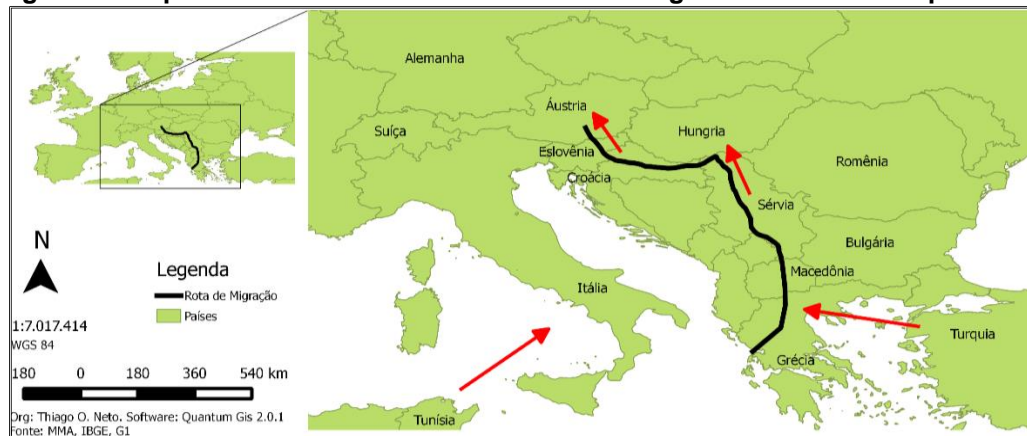 Alemanha
Áustria
Suíça
Hungria
Eslovênia
Croácia
Romênia
Sérvia
Bulgária
Macedônia
Itália
Turquia
Grécia
Tunísia
N
Legenda
Rota de Migração
Países
1:7.017.414
WGS 84
180 0 180 360 540 km
Org: Thiago O. Neto. Software: Quantum Gis 2.0.1
Fonte: MMA, IBGE, G1